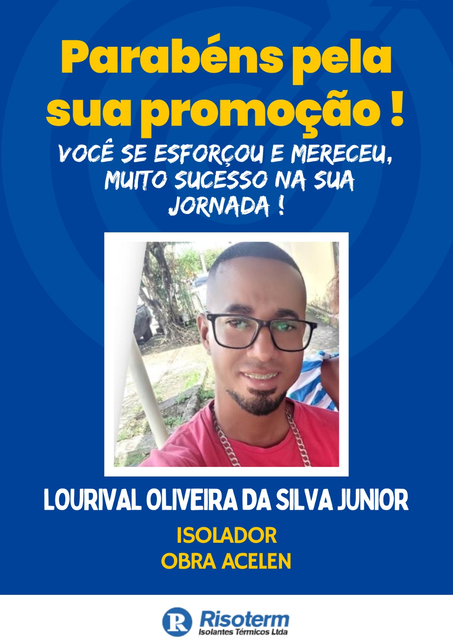 Parabéns pela
sua promoção !
VOCÊ SE ESFORÇOU E MERECEU,
MUITO SUCESSO NA SUA
JORNADA !
LOURIVAL OLIVEIRA DA SILVA JUNIOR
ISOLADOR
OBRA ACELEN
R Risoterm
Isolantes Térmicos Ltda